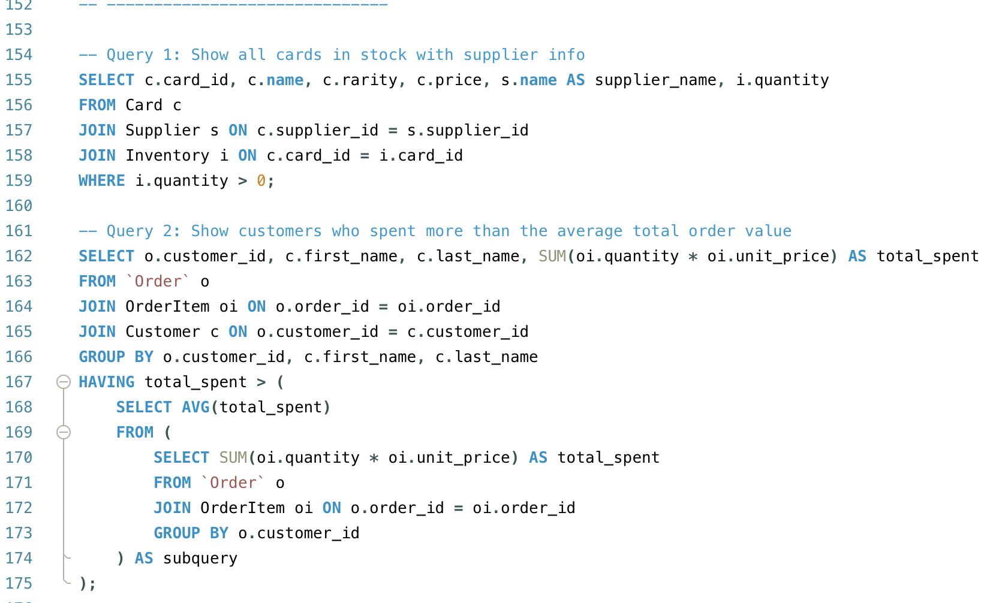 152 -- ------------------------------
153
154 -- Query 1: Show all cards in stock with supplier info
155 SELECT c.card_id, c.name, c.rarity, c.price, s.name AS supplier_name, i.quantity
156 FROM Card c
157 JOIN Supplier s ON c.supplier_id = s.supplier_id
158 JOIN Inventory i ON c.card_id = i.card_id
159 WHERE i.quantity > 0;
160
161 -- Query 2: Show customers who spent more than the average total order value
162 SELECT o.customer_id, c.first_name, c.last_name, SUM(oi.quantity * oi.unit_price) AS total_spent
163 FROM `Order` o
164 JOIN OrderItem oi ON o.order_id = oi.order_id
165 JOIN Customer c ON o.customer_id = c.customer_id
166 GROUP BY o.customer_id, c.first_name, c.last_name
167 HAVING total_spent > (
168     SELECT AVG(total_spent)
169     FROM (
170         SELECT SUM(oi.quantity * oi.unit_price) AS total_spent
171         FROM `Order` o
172         JOIN OrderItem oi ON o.order_id = oi.order_id
173         GROUP BY o.customer_id
174     ) AS subquery
175 );